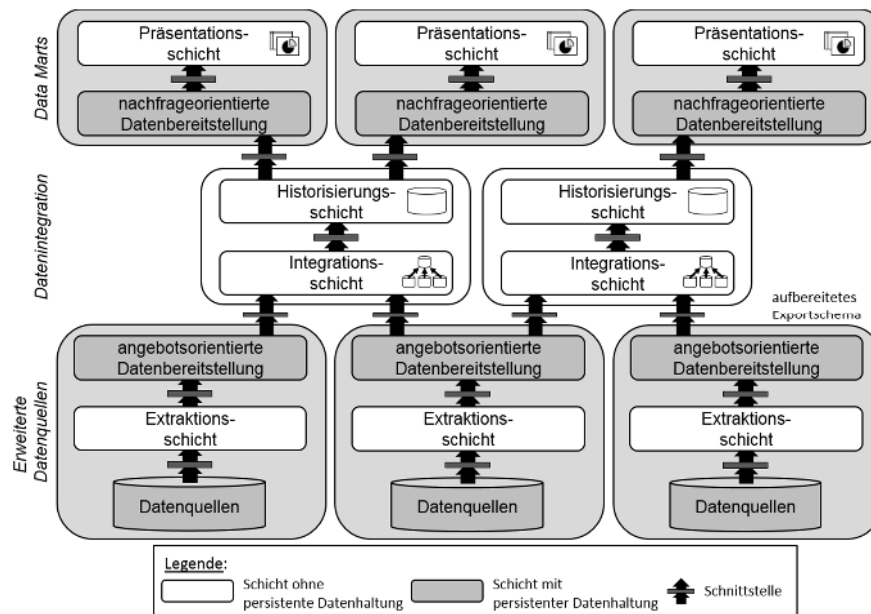 Data Marts
Präsentations-
schicht
Präsentations-
schicht
Präsentations-
schicht
nachfrageorientierte
Datenbereitstellung
nachfrageorientierte
Datenbereitstellung
nachfrageorientierte
Datenbereitstellung
Datenintegration
Historisierungs-
schicht
Historisierungs-
schicht
Integrations-
schicht
Integrations-
schicht
aufbereitetes
Exportschema
Erweiterte
Datenquellen
angebotsorientierte
Datenbereitstellung
angebotsorientierte
Datenbereitstellung
angebotsorientierte
Datenbereitstellung
Extraktions-
schicht
Extraktions-
schicht
Extraktions-
schicht
Datenquellen
Datenquellen
Datenquellen
Legende:
Schicht ohne
persistente Datenhaltung
Schicht mit
persistenter Datenhaltung
Schnittstelle